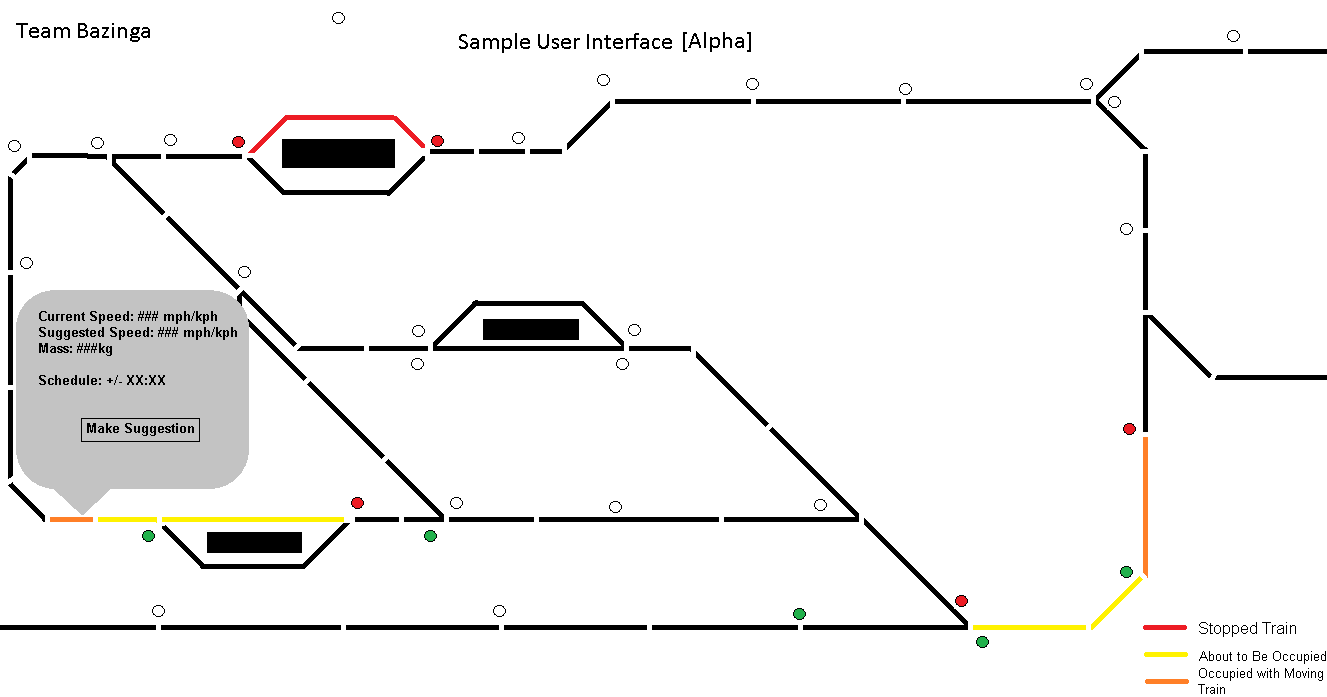 Team Bazinga
Sample User Interface [Alpha]
Current Speed: ### mph/kph
Suggested Speed: ### mph/kph
Mass: ###kg
Schedule: +/- XX:XX
Make Suggestion
Stopped Train
About to Be Occupied
Occupied with Moving
Train